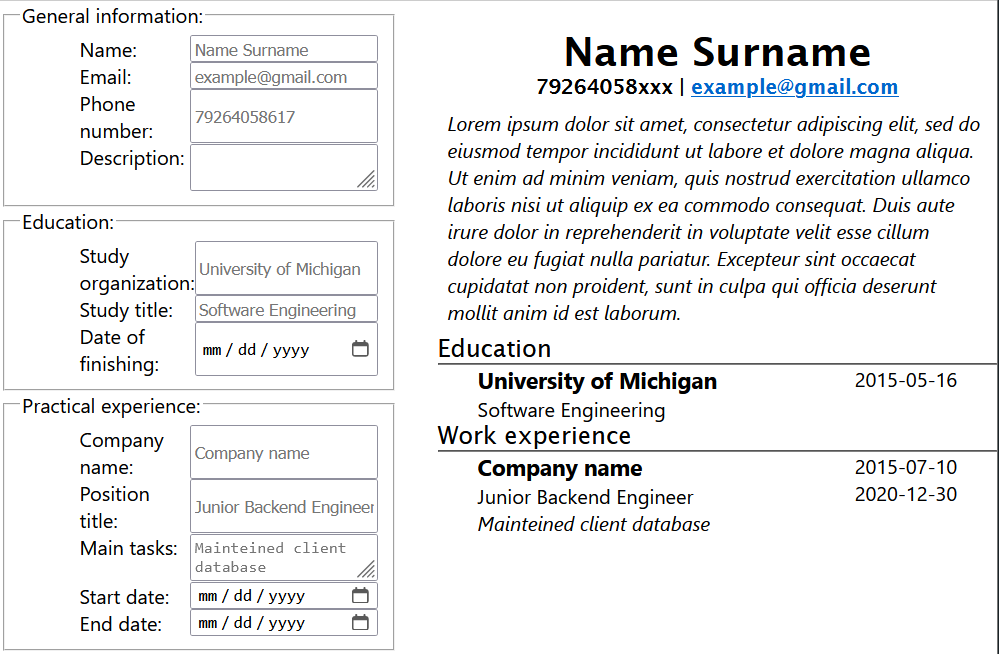 General information:
Name:
Name Surname
Email:
example@gmail.com
Phone
number:
79264058617
Description:
Education:
Study
organization:
University of Michigan
Study title:
Software Engineering
Date of
finishing:
mm / dd / yyyy
Practical experience:
Company
name:
Company name
Position
title:
Junior Backend Engineer
Main tasks:
Mainteined client
database
Start date:
mm / dd / yyyy
End date:
mm / dd / yyyy
Name Surname
79264058xxx | example@gmail.com
Lorem ipsum dolor sit amet, consectetur adipiscing elit, sed do
eiusmod tempor incididunt ut labore et dolore magna aliqua.
Ut enim ad minim veniam, quis nostrud exercitation ullamco
laboris nisi ut aliquip ex ea commodo consequat. Duis aute
irure dolor in reprehenderit in voluptate velit esse cillum
dolore eu fugiat nulla pariatur. Excepteur sint occaecat
cupidatat non proident, sunt in culpa qui officia deserunt
mollit anim id est laborum.
Education
University of Michigan 2015-05-16
Software Engineering
Work experience
Company name 2015-07-10
Junior Backend Engineer 2020-12-30
Mainteined client database